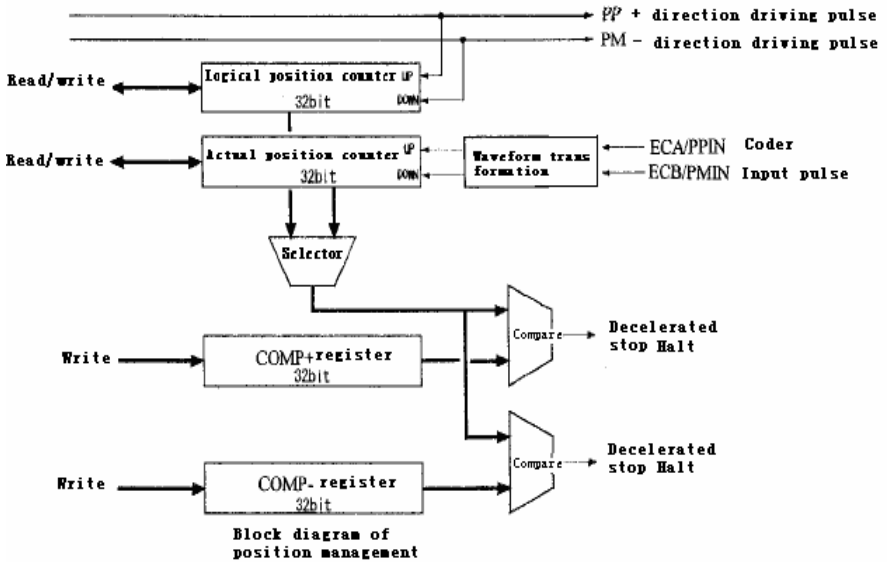 PP + direction driving pulse
PM - direction driving pulse
Read/write
Logical position counter UP
32bit DOWN
Read/write
Actual position counter UP
32bit DOWN
Waveform trans
formation
ECA/PPIN Coder
ECB/PMIN Input pulse
Selector
Compare
Decelerated
stop Halt
Write
COMP+register
32bit
Compare
Decelerated
stop Halt
Write
COMP- register
32bit
Block diagram of
position management